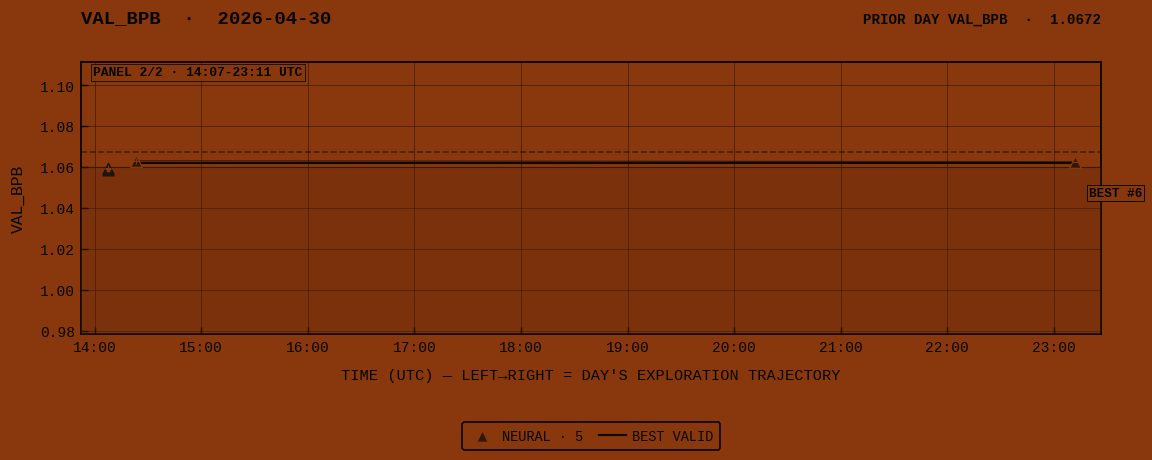 VAL_BPB · 2026-04-30
PRIOR DAY VAL_BPB · 1.0672
PANEL 2/2 · 14:07-23:11 UTC
1.10
1.08
1.06
1.04
1.02
1.00
0.98
VAL_BPB
BEST #6
14:00 15:00 16:00 17:00 18:00 19:00 20:00 21:00 22:00 23:00
TIME (UTC) — LEFT→RIGHT = DAY'S EXPLORATION TRAJECTORY
NEURAL · 5 BEST VALID